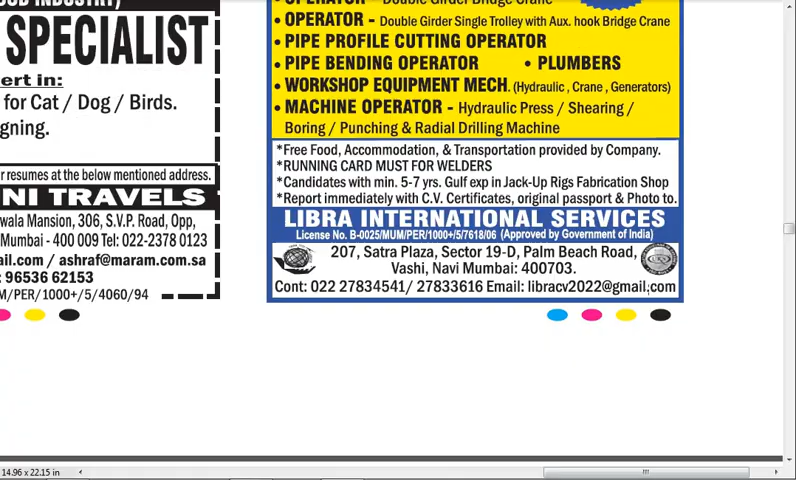 OOD INDUSTRY)
SPECIALIST
ert in:
for Cat / Dog / Birds.
gning.
r resumes at the below mentioned address.
NI TRAVELS
wala Mansion, 306, S.V.P. Road, Opp,
Mumbai - 400 009 Tel: 022-2378 0123
ail.com / ashraf@maram.com.sa
: 96536 62153
M/PER/1000+/5/4060/94
OPERATOR - Double Girder Bridge Crane
• OPERATOR - Double Girder Single Trolley with Aux. hook Bridge Crane
• PIPE PROFILE CUTTING OPERATOR
• PIPE BENDING OPERATOR • PLUMBERS
• WORKSHOP EQUIPMENT MECH. (Hydraulic , Crane , Generators)
• MACHINE OPERATOR - Hydraulic Press / Shearing /
Boring / Punching & Radial Drilling Machine
*Free Food, Accommodation, & Transportation provided by Company.
*RUNNING CARD MUST FOR WELDERS
*Candidates with min. 5-7 yrs. Gulf exp in Jack-Up Rigs Fabrication Shop
*Report immediately with C.V. Certificates, original passport & Photo to.
LIBRA INTERNATIONAL SERVICES
License No. B-0025/MUM/PER/1000+/5/7618/06 (Approved by Government of India)
207, Satra Plaza, Sector 19-D, Palm Beach Road,
Vashi, Navi Mumbai: 400703.
Cont: 022 27834541/ 27833616 Email: libracv2022@gmail;com
14.96 x 22.15 in